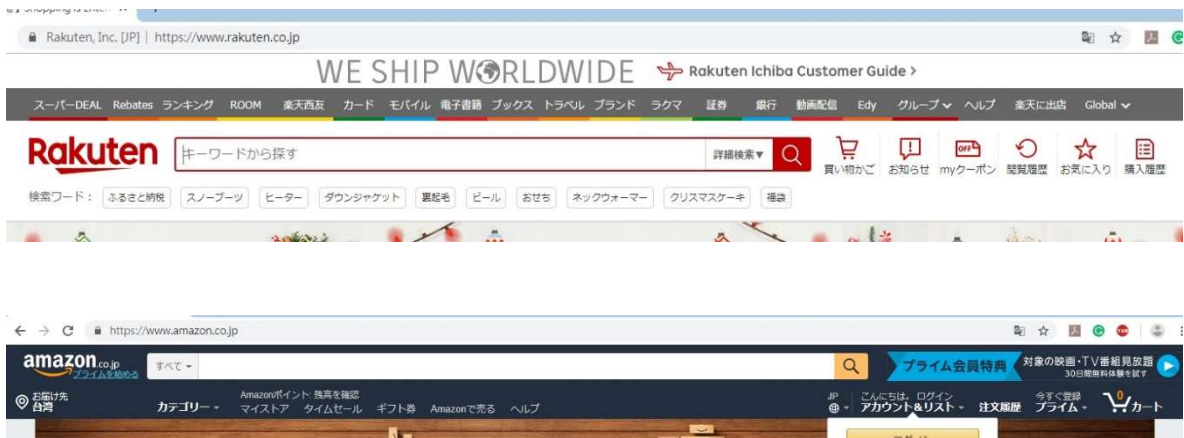 Rakuten, Inc. [JP] | https://www.rakuten.co.jp
WE SHIP WORLDWIDE Rakuten Ichiba Customer Guide >
スーパーDEAL Rebates ランキング ROOM 楽天西友 カード モバイル 電子書籍 ブックス トラベル ブランド ラクマ 証券 銀行 動画配信 Edy グループ ヘルプ 楽天に出店 Global
Rakuten キーワードから探す 詳細検索▼ 買い物かご お知らせ OFF myクーポン 閲覧履歴 お気に入り 購入履歴
検索ワード： ふるさと納税 スノーブーツ ヒーター ダウンジャケット 裏起毛 ビール おせち ネックウォーマー クリスマスケーキ 福袋
https://www.amazon.co.jp
amazon.co.jp すべて プライム会員特典 対象の映画・TV番組見放題
プライムを始める 30日間無料体験を試す
お届け先 Amazonポイント: 残高を確認 JP こんにちは。ログイン 今すぐ登録 0
台湾 カテゴリー マイストア タイムセール ギフト券 Amazonで売る ヘルプ アカウント&リスト 注文履歴 プライム カート